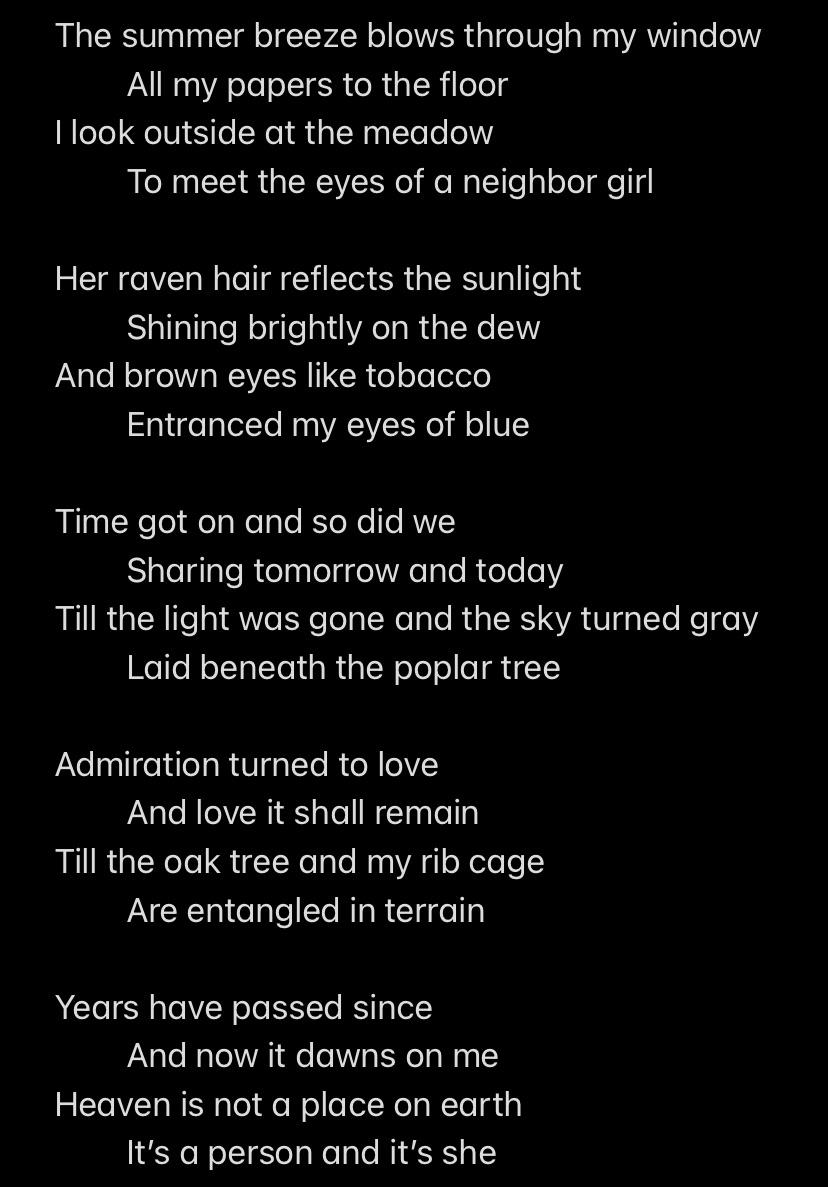 The summer breeze blows through my window
All my papers to the floor
I look outside at the meadow
To meet the eyes of a neighbor girl

Her raven hair reflects the sunlight
Shining brightly on the dew
And brown eyes like tobacco
Entranced my eyes of blue

Time got on and so did we
Sharing tomorrow and today
Till the light was gone and the sky turned gray
Laid beneath the poplar tree

Admiration turned to love
And love it shall remain
Till the oak tree and my rib cage
Are entangled in terrain

Years have passed since
And now it dawns on me
Heaven is not a place on earth
It’s a person and it’s she